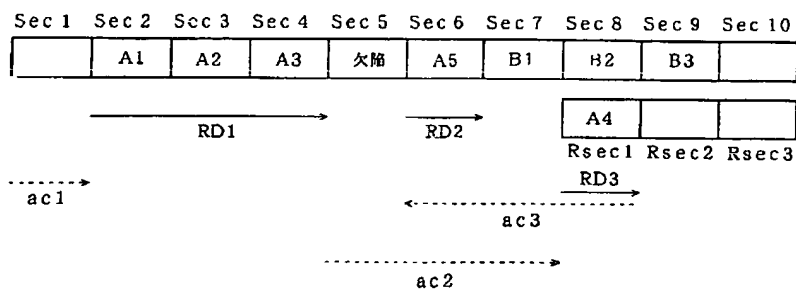 Sec 1 Sec 2 Sec 3 Sec 4 Sec 5 Sec 6 Sec 7 Sec 8 Sec 9 Sec 10
A1 A2 A3 欠陥 A5 B1 B2 B3
A4
RD1 RD2
Rsec1 Rsec2 Rsec3
RD3
ac1
ac3
ac2